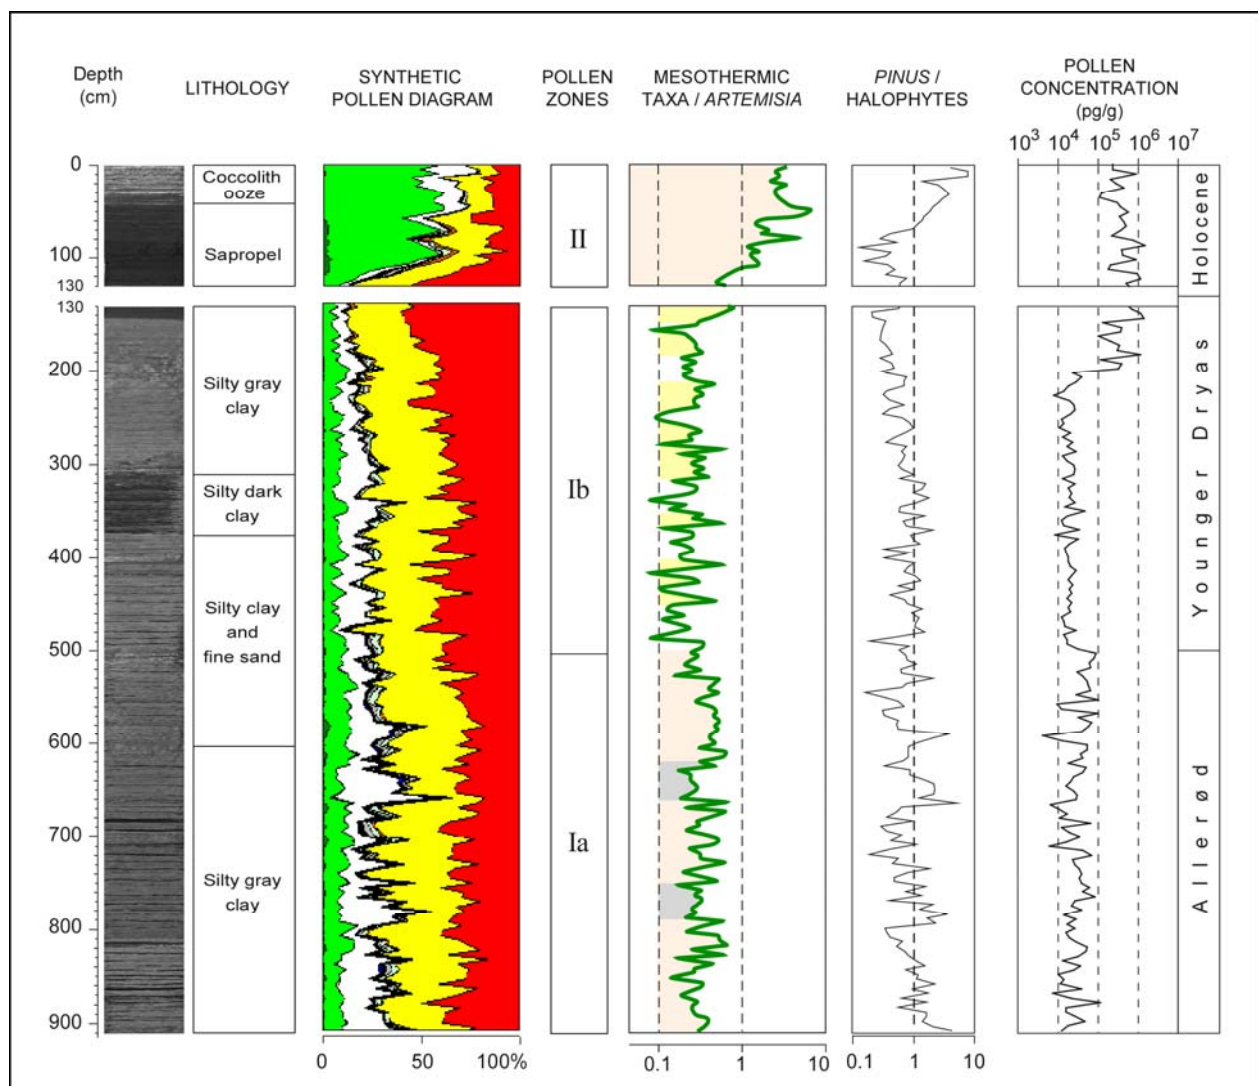 Depth
(cm)
LITHOLOGY
SYNTHETIC
POLLEN DIAGRAM
POLLEN
ZONES
MESOTHERMIC
TAXA / ARTEMISIA
PINUS /
HALOPHYTES
POLLEN
CONCENTRATION
(pg/g)
10³ 10⁴ 10⁵ 10⁶ 10⁷
0
100
130
130
200
300
400
500
600
700
800
900
Coccolith
ooze
Sapropel
Silty gray
clay
Silty dark
clay
Silty clay
and
fine sand
Silty gray
clay
II
Ib
Ia
Holocene
Younger Dryas
Allerød
0 50 100%
0.1 1 10
0.1 1 10